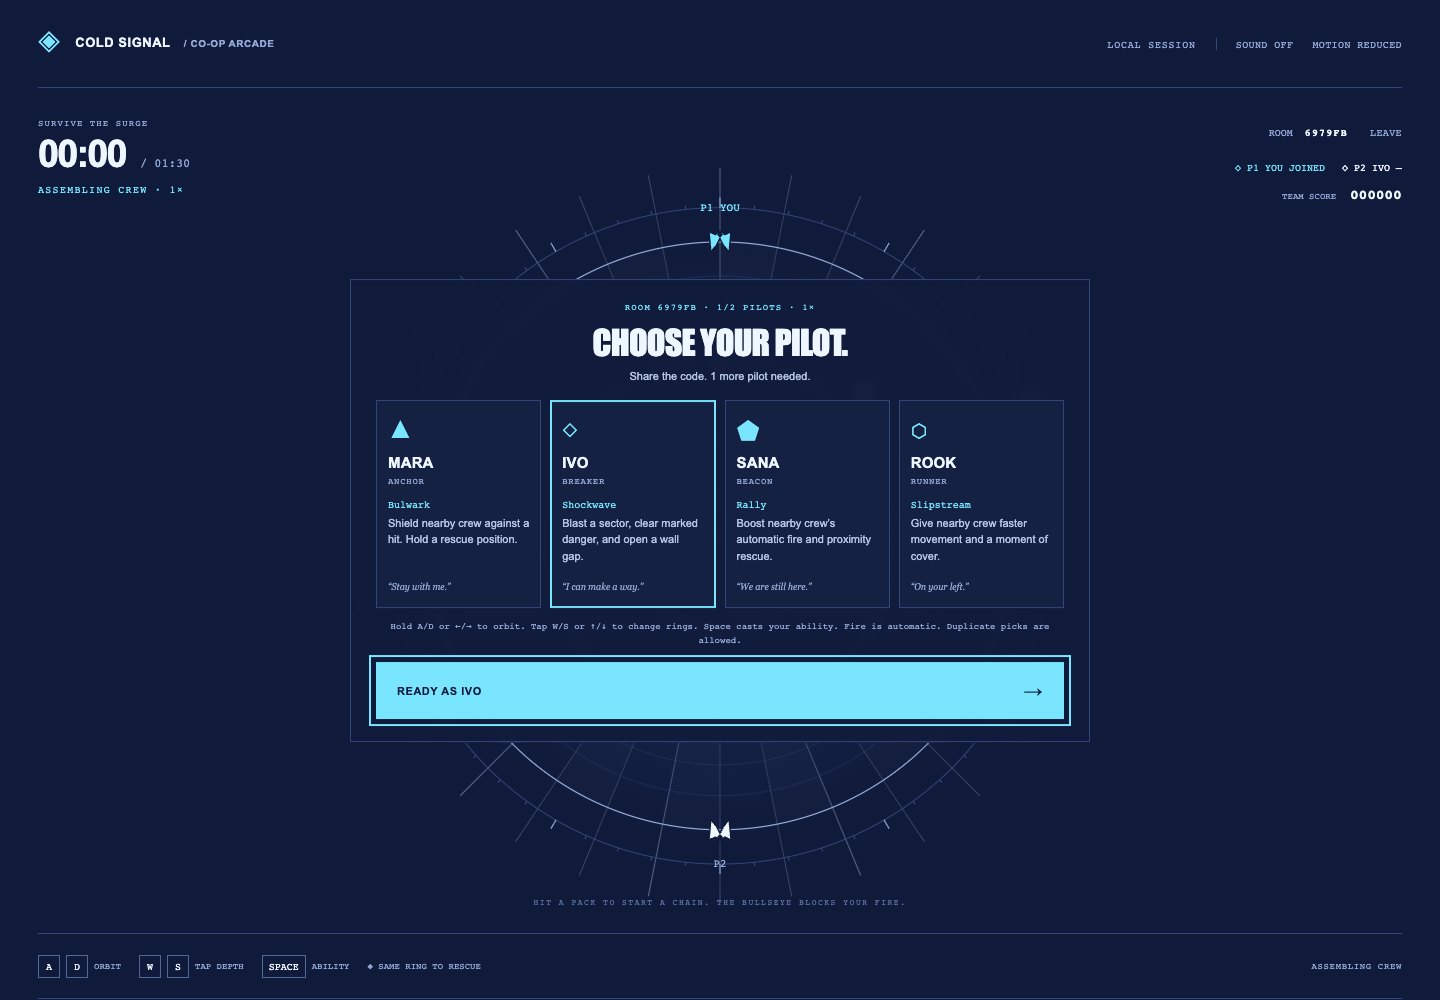 COLD SIGNAL / CO-OP ARCADE
LOCAL SESSION SOUND OFF MOTION REDUCED
SURVIVE THE SURGE
00:00 / 01:30
ASSEMBLING CREW · 1×
ROOM 6979FB LEAVE
◇ P1 YOU JOINED ◇ P2 IVO —
TEAM SCORE 000000
P1 YOU
ROOM 6979FB · 1/2 PILOTS · 1×
CHOOSE YOUR PILOT.
Share the code. 1 more pilot needed.
MARA
ANCHOR
Bulwark
Shield nearby crew against a
hit. Hold a rescue position.
“Stay with me.”
IVO
BREAKER
Shockwave
Blast a sector, clear marked
danger, and open a wall
gap.
“I can make a way.”
SANA
BEACON
Rally
Boost nearby crew’s
automatic fire and proximity
rescue.
“We are still here.”
ROOK
RUNNER
Slipstream
Give nearby crew faster
movement and a moment of
cover.
“On your left.”
Hold A/D or ←/→ to orbit. Tap W/S or ↑/↓ to change rings. Space casts your ability. Fire is automatic. Duplicate picks are
allowed.
READY AS IVO →
P2
HIT A PACK TO START A CHAIN. THE BULLSEYE BLOCKS YOUR FIRE.
A D ORBIT W S TAP DEPTH SPACE ABILITY ◆ SAME RING TO RESCUE
ASSEMBLING CREW